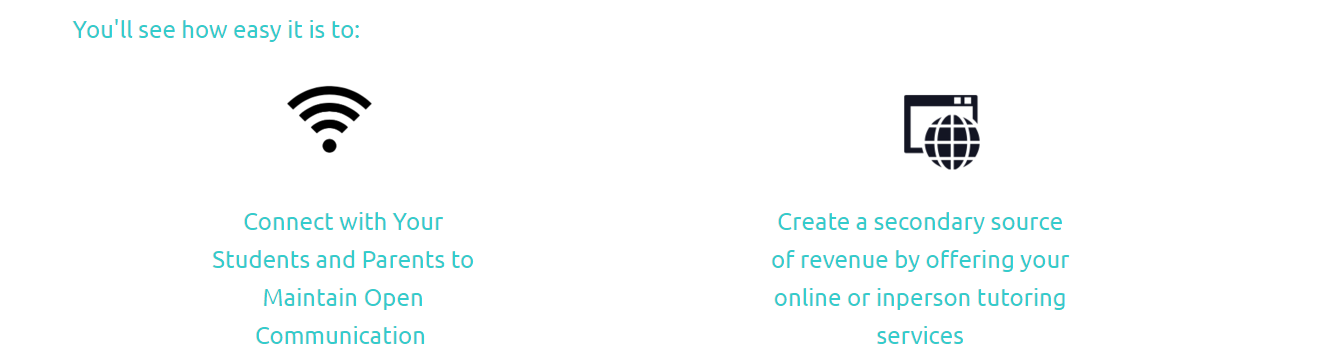 You'll see how easy it is to:
Connect with Your
Students and Parents to
Maintain Open
Communication
Create a secondary source
of revenue by offering your
online or inperson tutoring
services